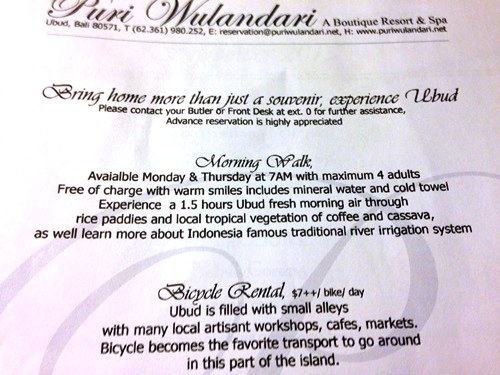 Puri Wulandari A Boutique Resort & Spa
Ubud, Bali 80571, T (62.361) 980.252, E: reservation@puriwulandari.net, H: www.puriwulandari.net
Bring home more than just a souvenir, experience Ubud
Please contact your Butler or Front Desk at ext. 0 for further assistance,
Advance reservation is highly appreciated
Morning Walk,
Avaialble Monday & Thursday at 7AM with maximum 4 adults
Free of charge with warm smiles includes mineral water and cold towel
Experience a 1.5 hours Ubud fresh morning air through
rice paddies and local tropical vegetation of coffee and cassava,
as well learn more about Indonesia famous traditional river irrigation system
Bicycle Rental, $7++/ bike/ day
Ubud is filled with small alleys
with many local artisant workshops, cafes, markets.
Bicycle becomes the favorite transport to go around
in this part of the island.